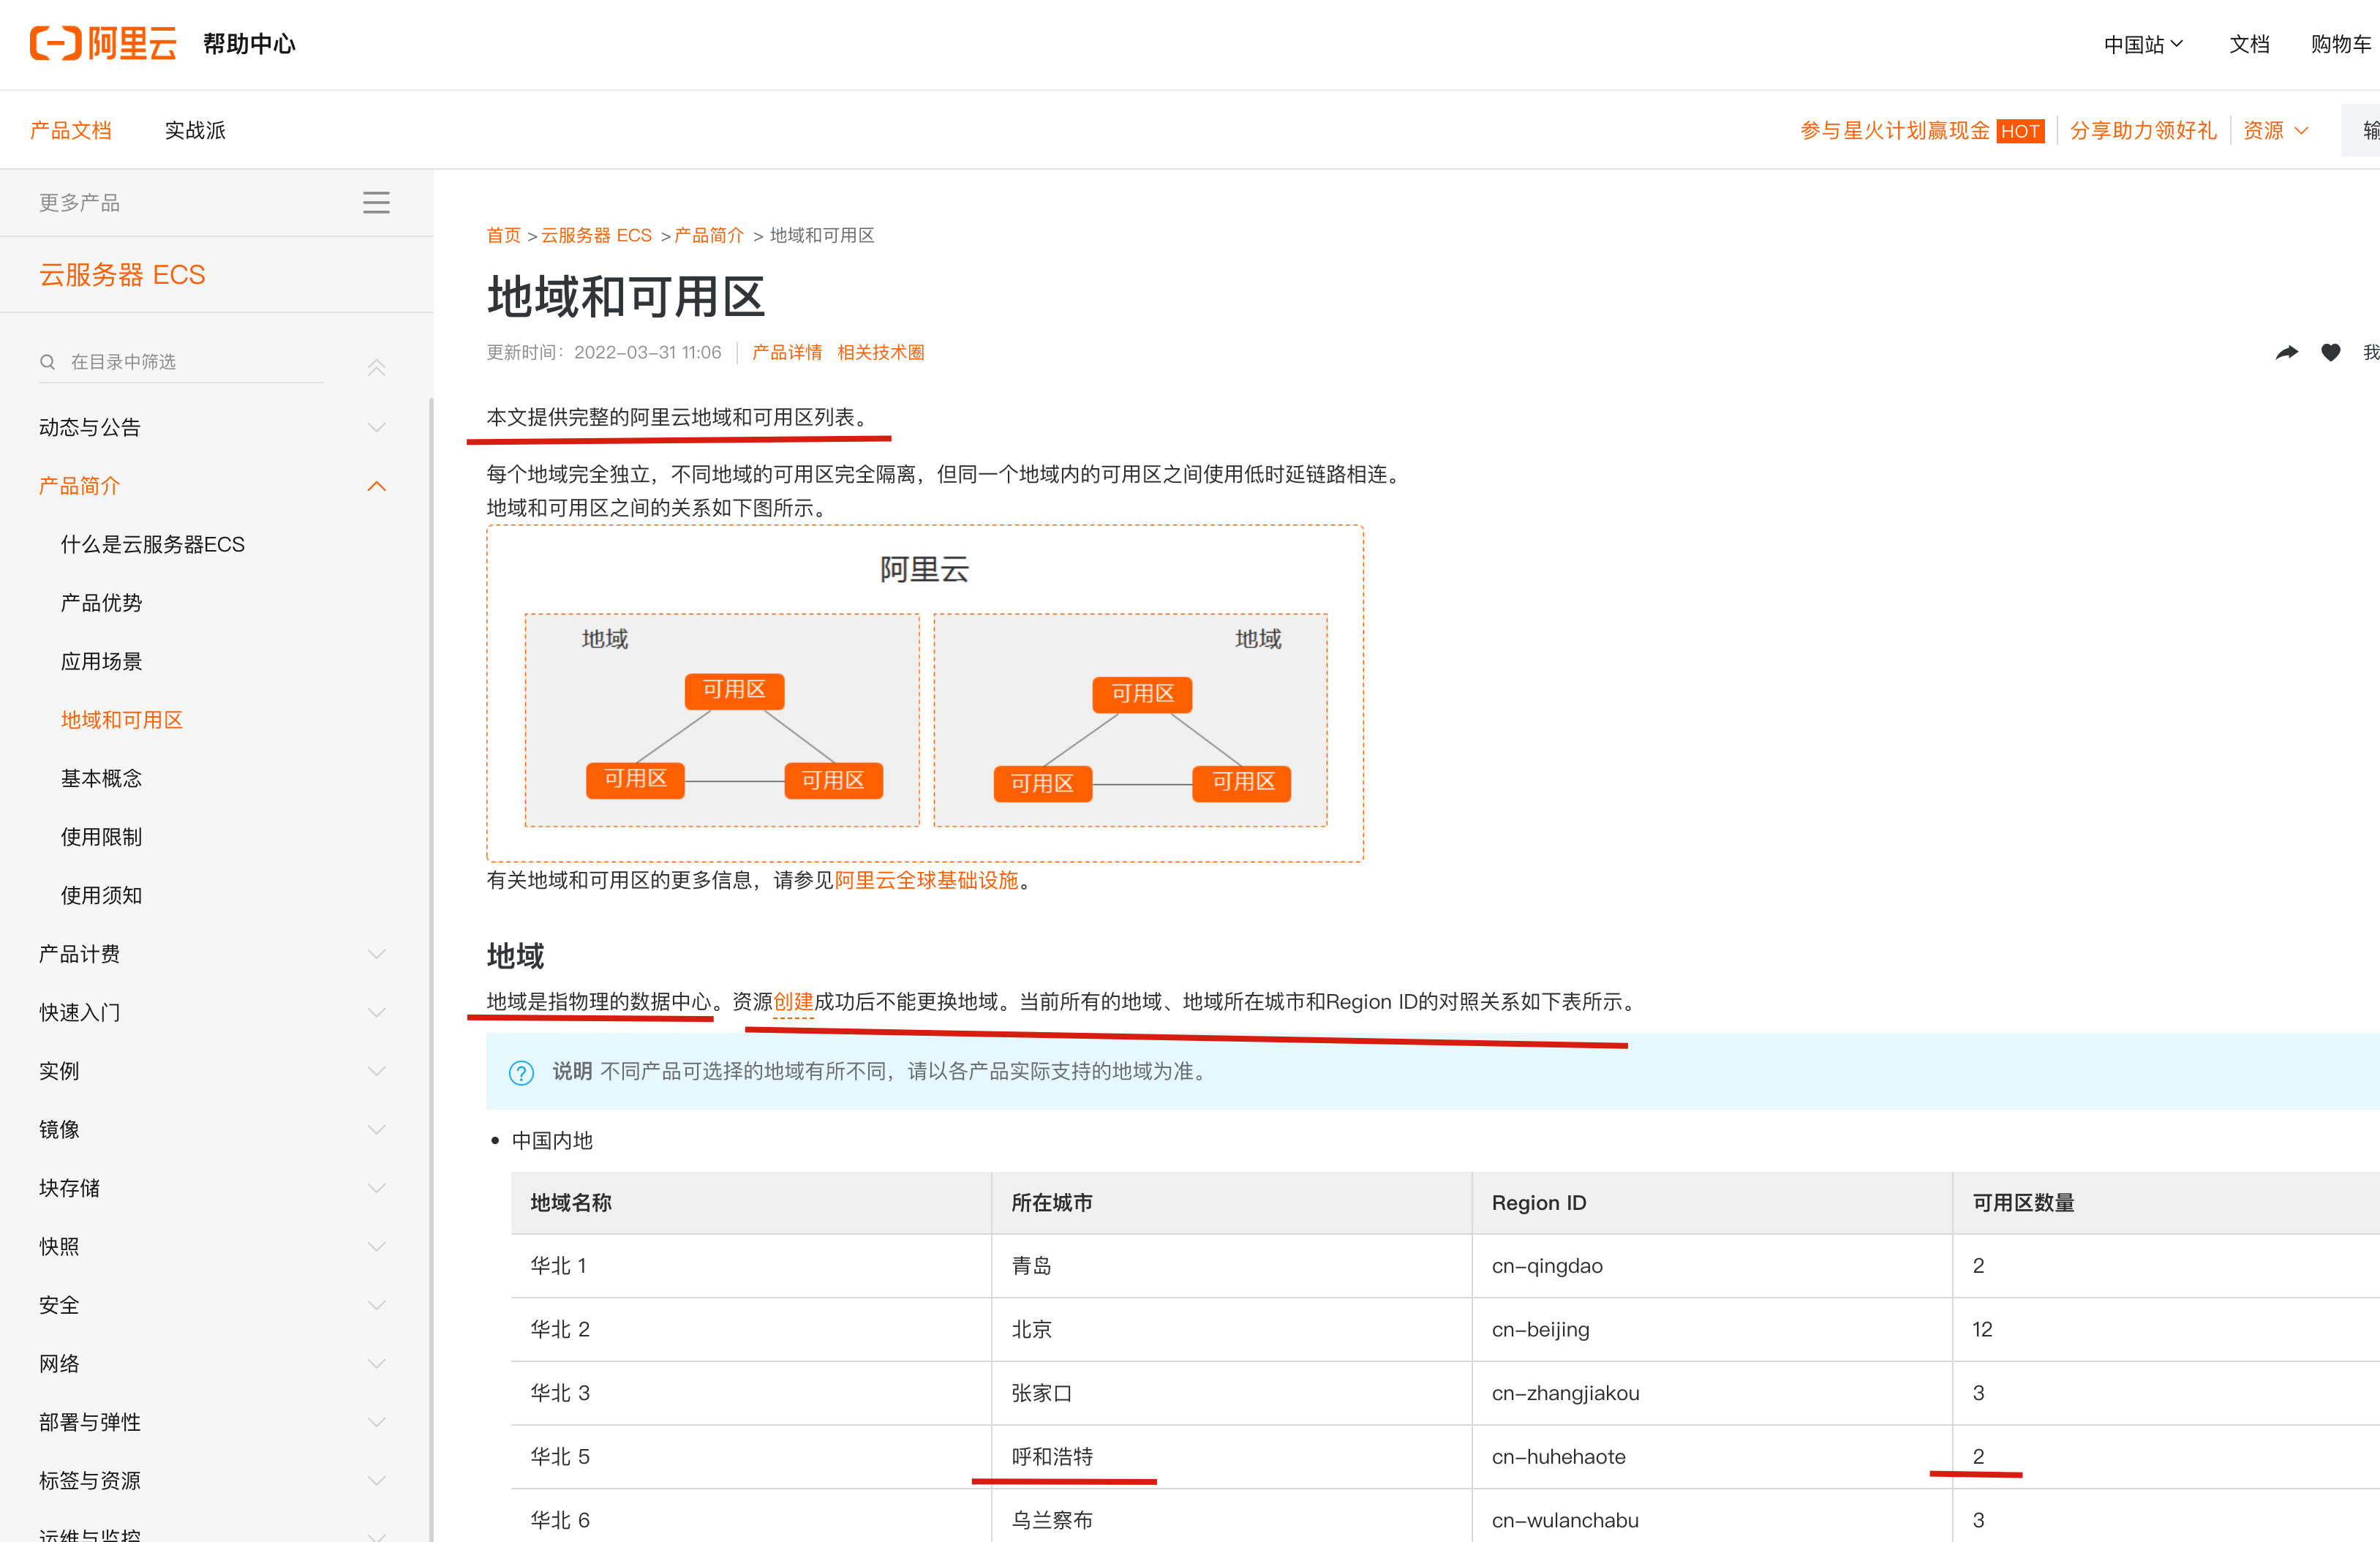 阿里云 帮助中心
中国站 文档 购物车
产品文档 实战派
参与星火计划赢现金 HOT 分享助力领好礼 资源 输
更多产品
云服务器 ECS
在目录中筛选
动态与公告
产品简介
什么是云服务器ECS
产品优势
应用场景
地域和可用区
基本概念
使用限制
使用须知
产品计费
快速入门
实例
镜像
块存储
快照
安全
网络
部署与弹性
标签与资源
运维与监控
首页 > 云服务器 ECS > 产品简介 > 地域和可用区
地域和可用区
更新时间：2022-03-31 11:06 产品详情 相关技术圈
我
本文提供完整的阿里云地域和可用区列表。
每个地域完全独立，不同地域的可用区完全隔离，但同一个地域内的可用区之间使用低时延链路相连。
地域和可用区之间的关系如下图所示。
阿里云
地域 地域
可用区 可用区
可用区 可用区 可用区 可用区
有关地域和可用区的更多信息，请参见阿里云全球基础设施。
地域
地域是指物理的数据中心。资源创建成功后不能更换地域。当前所有的地域、地域所在城市和Region ID的对照关系如下表所示。
说明 不同产品可选择的地域有所不同，请以各产品实际支持的地域为准。
• 中国内地
地域名称 所在城市 Region ID 可用区数量
华北 1 青岛 cn-qingdao 2
华北 2 北京 cn-beijing 12
华北 3 张家口 cn-zhangjiakou 3
华北 5 呼和浩特 cn-huhehaote 2
华北 6 乌兰察布 cn-wulanchabu 3